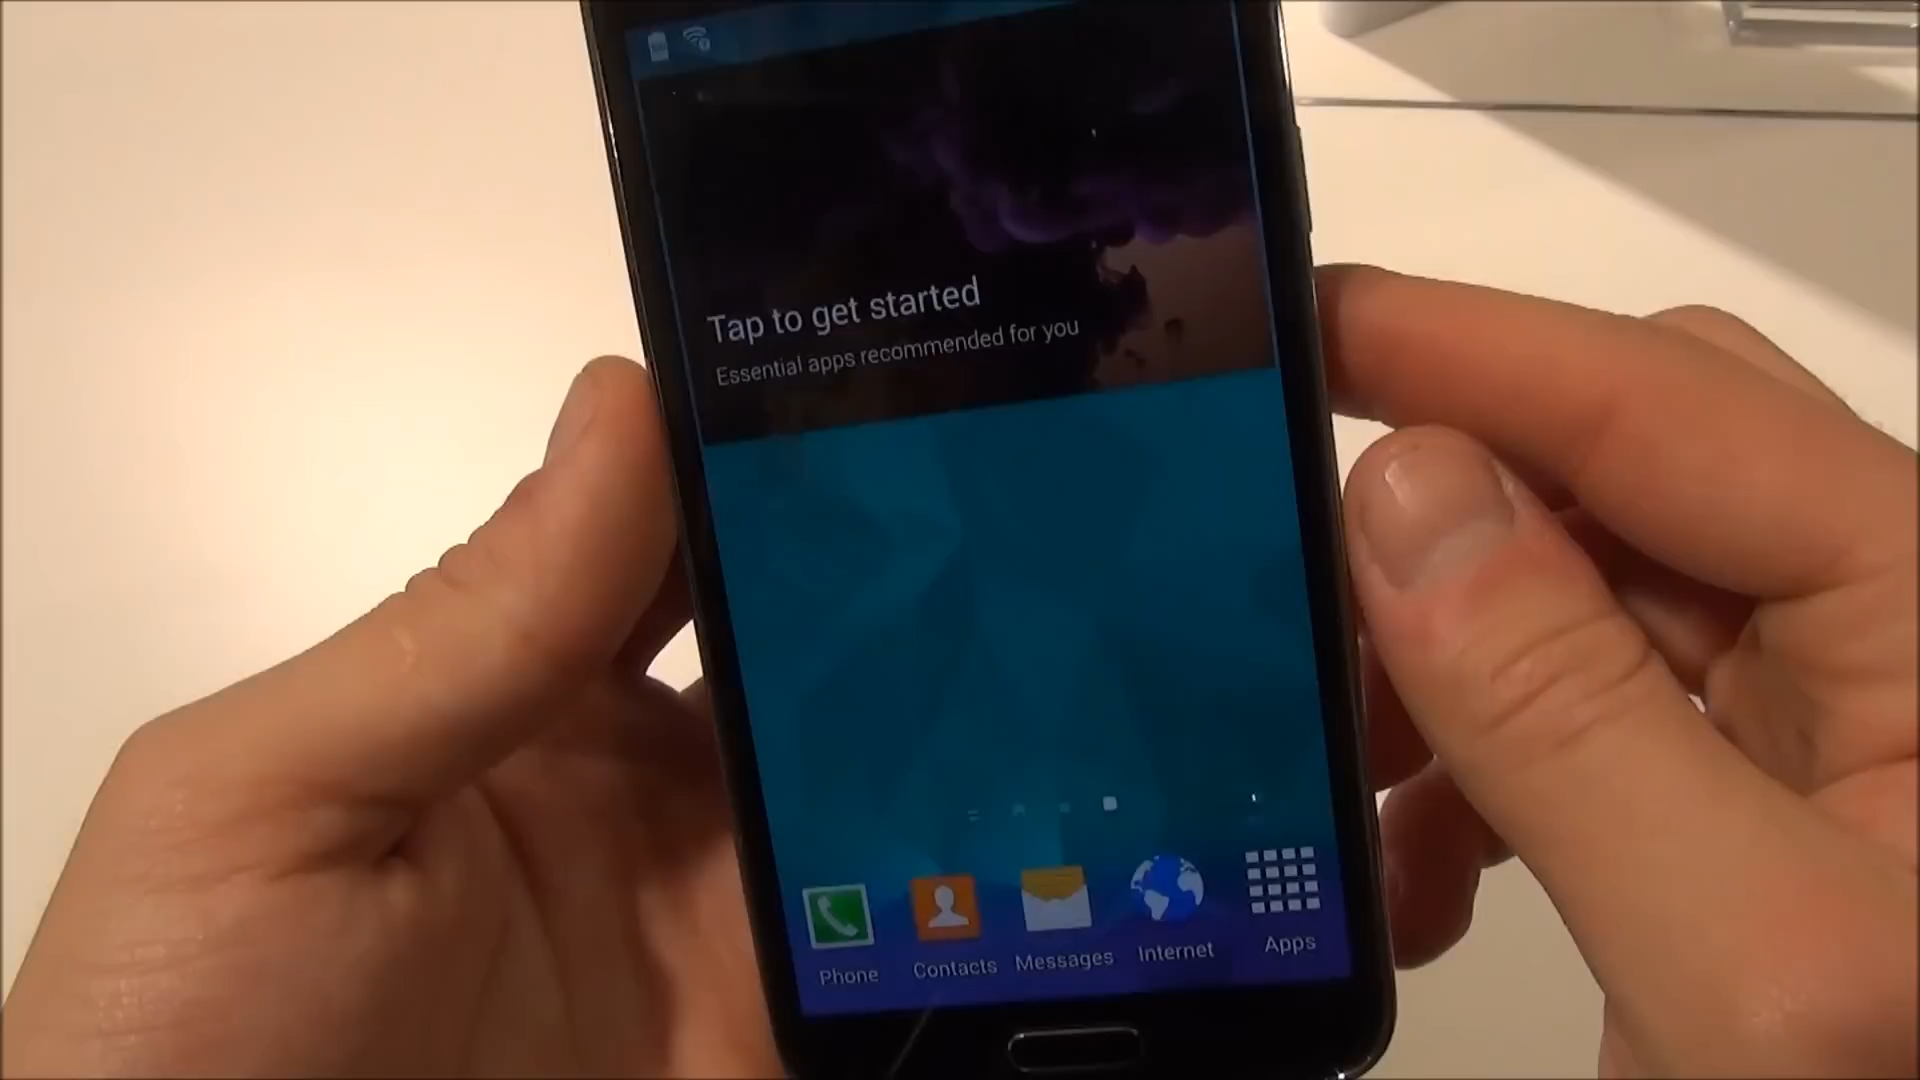 Tap to get started
Essential apps recommended for you
Phone
Contacts
Messages
Internet
Apps